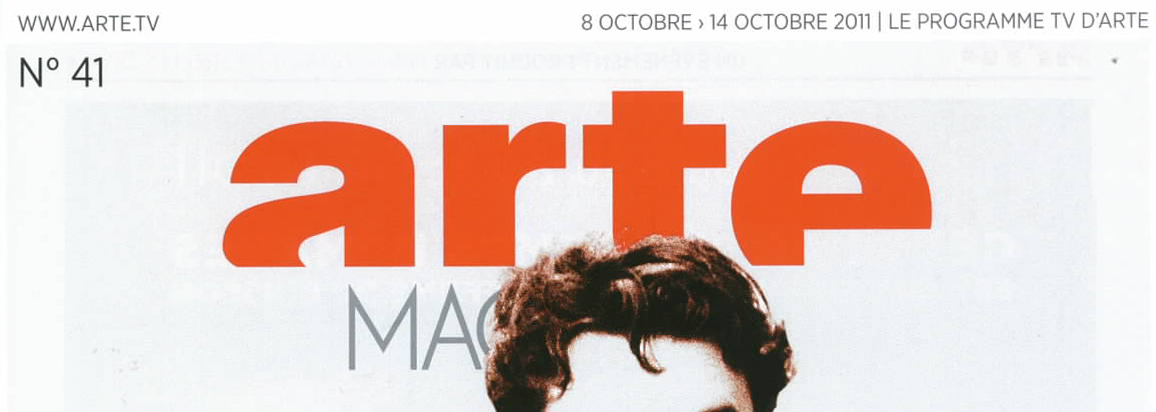 WWW.ARTE.TV
8 OCTOBRE › 14 OCTOBRE 2011 | LE PROGRAMME TV D'ARTE
N° 41
arte
MAG